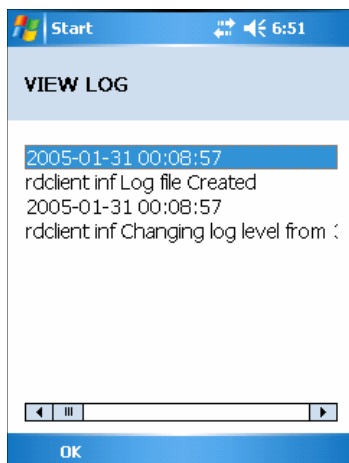 Start 6:51
VIEW LOG
2005-01-31 00:08:57
rdclient inf Log file Created
2005-01-31 00:08:57
rdclient inf Changing log level from
OK